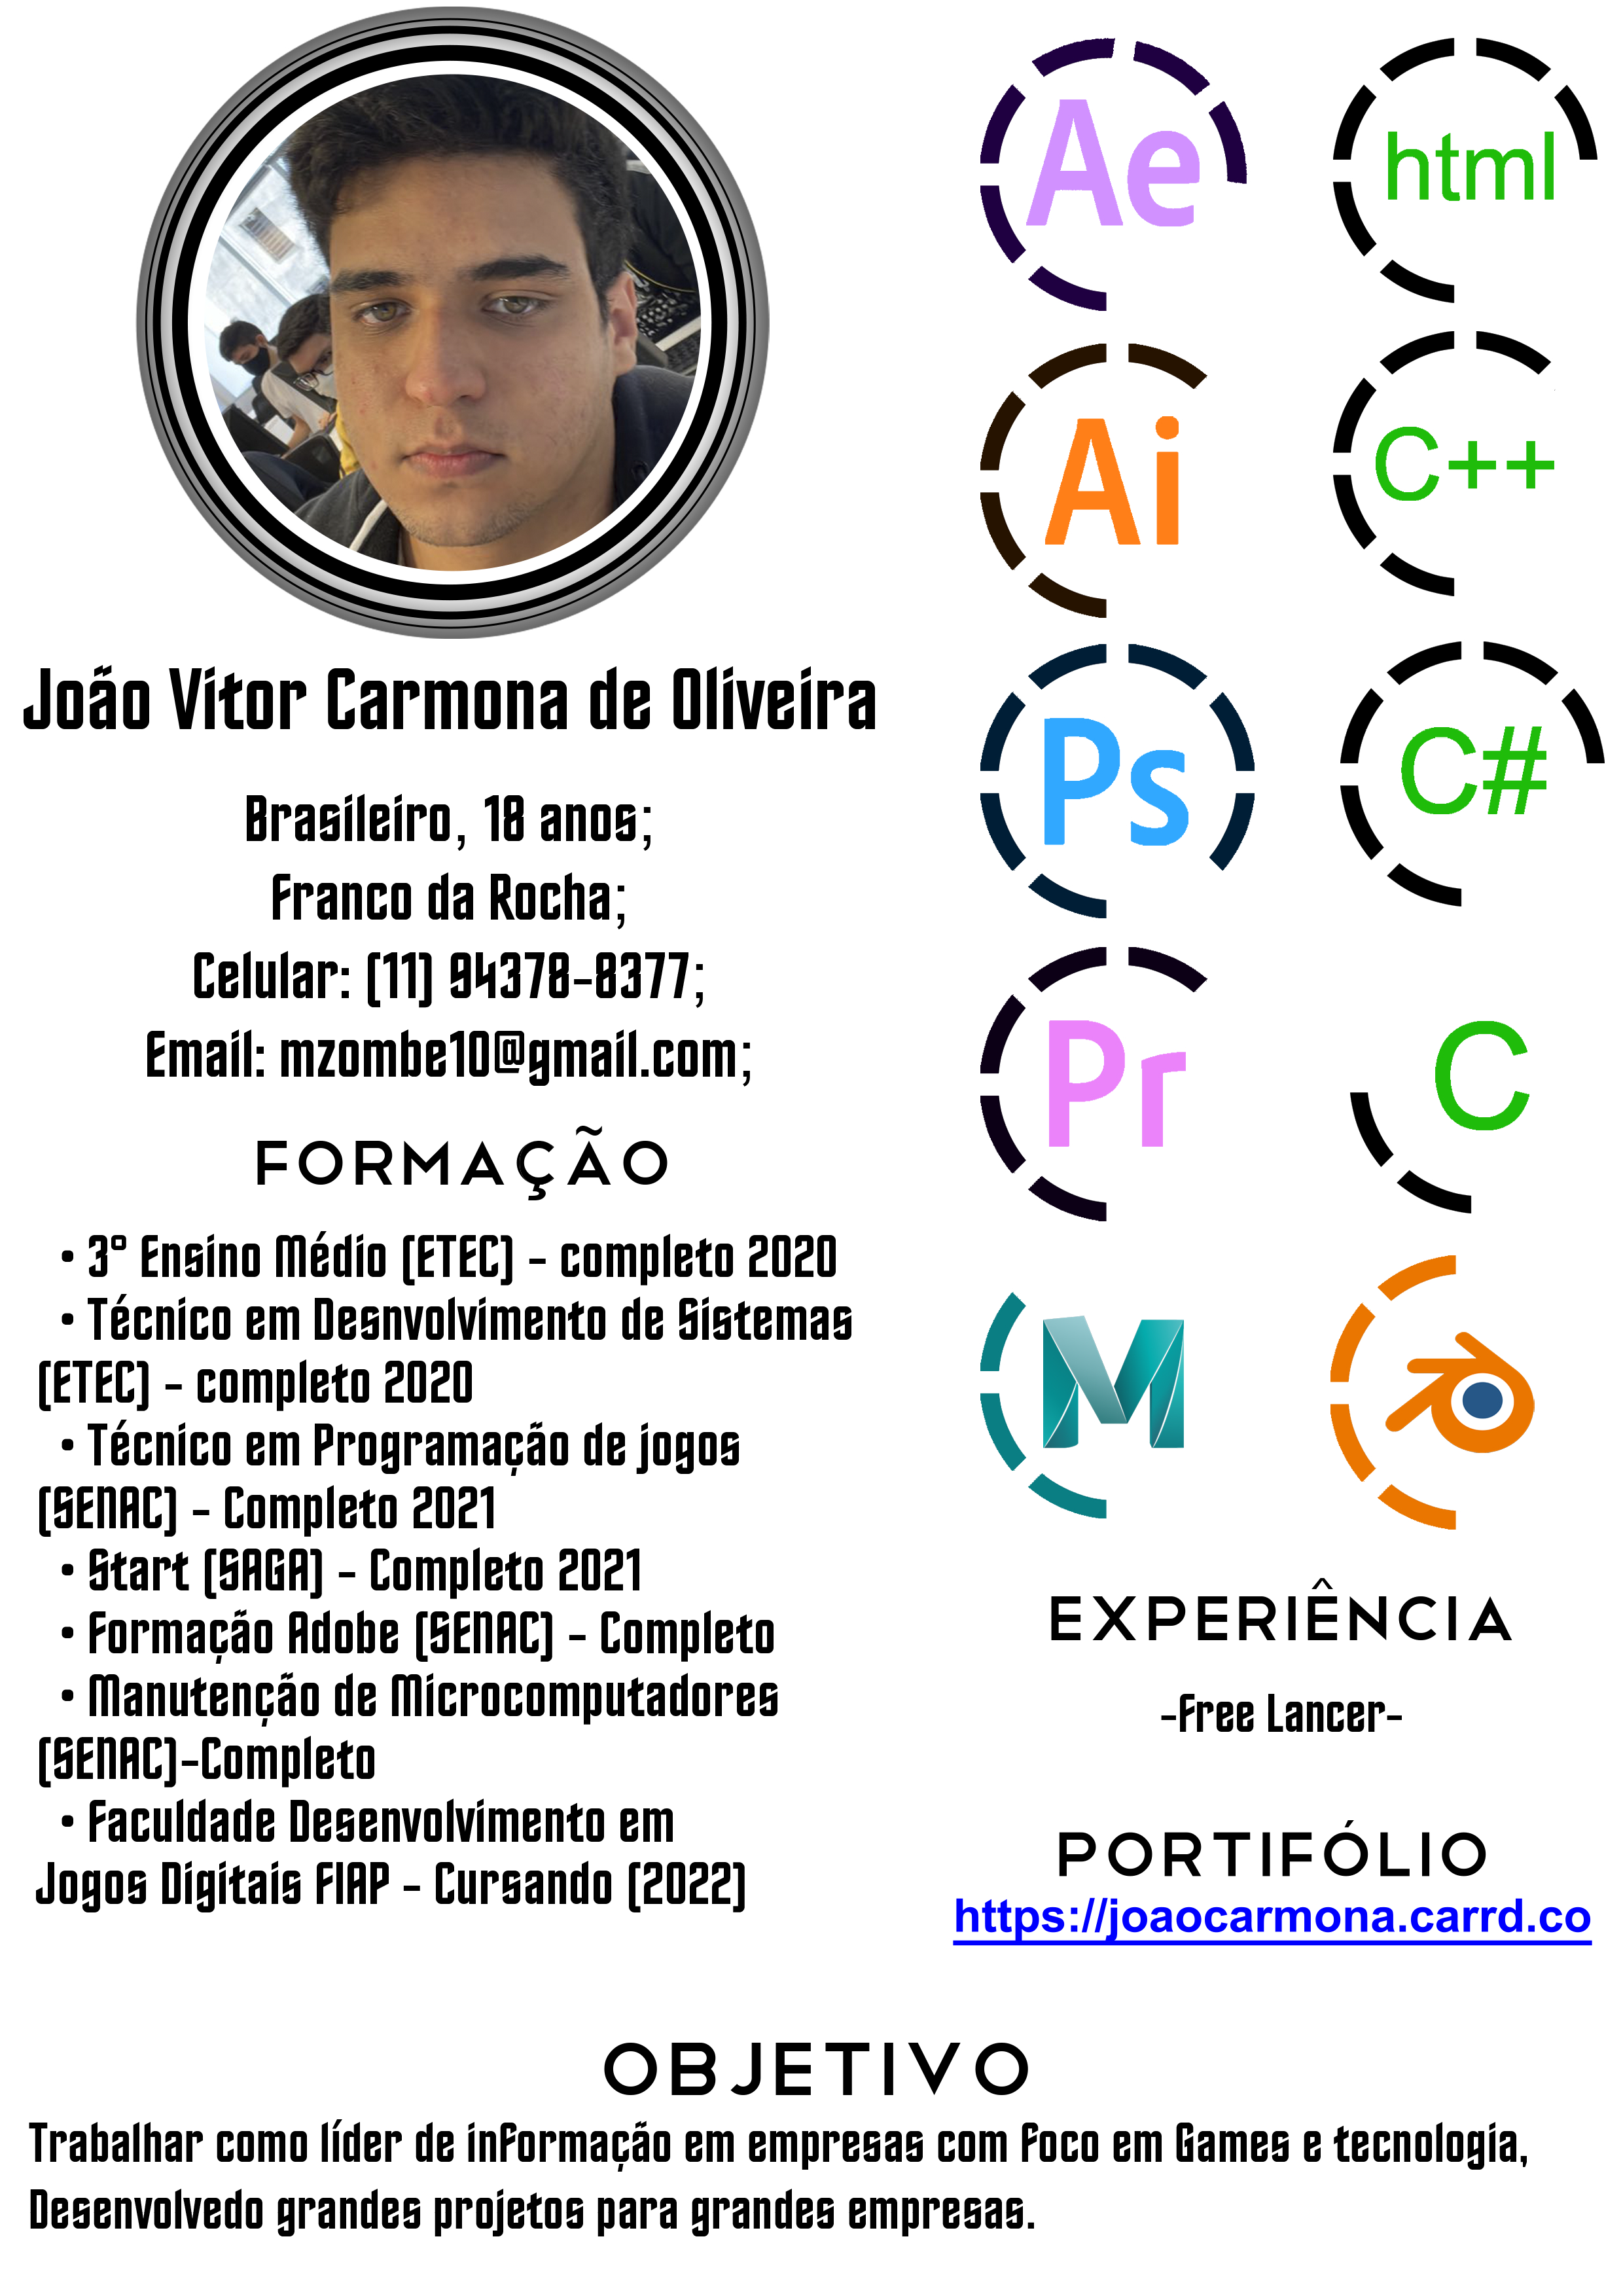 João Vitor Carmona de Oliveira
Brasileiro, 18 anos;
Franco da Rocha;
Celular: (11) 94378-8377;
Email: mzombe10@gmail.com;
FORMAÇÃO
• 3° Ensino Médio (ETEC) - completo 2020
• Técnico em Desnvolvimento de Sistemas
(ETEC) - completo 2020
• Técnico em Programação de jogos
(SENAC) - Completo 2021
• Start (SAGA) - Completo 2021
• Formação Adobe (SENAC) - Completo
• Manutenção de Microcomputadores
(SENAC)-Completo
• Faculdade Desenvolvimento em
Jogos Digitais FIAP - Cursando (2022)
Ae
html
Ai
C++
Ps
C#
Pr
C
M
EXPERIÊNCIA
-Free Lancer-
PORTIFÓLIO
https://joaocarmona.carrd.co
OBJETIVO
Trabalhar como líder de informação em empresas com foco em Games e tecnologia,
Desenvolvedo grandes projetos para grandes empresas.